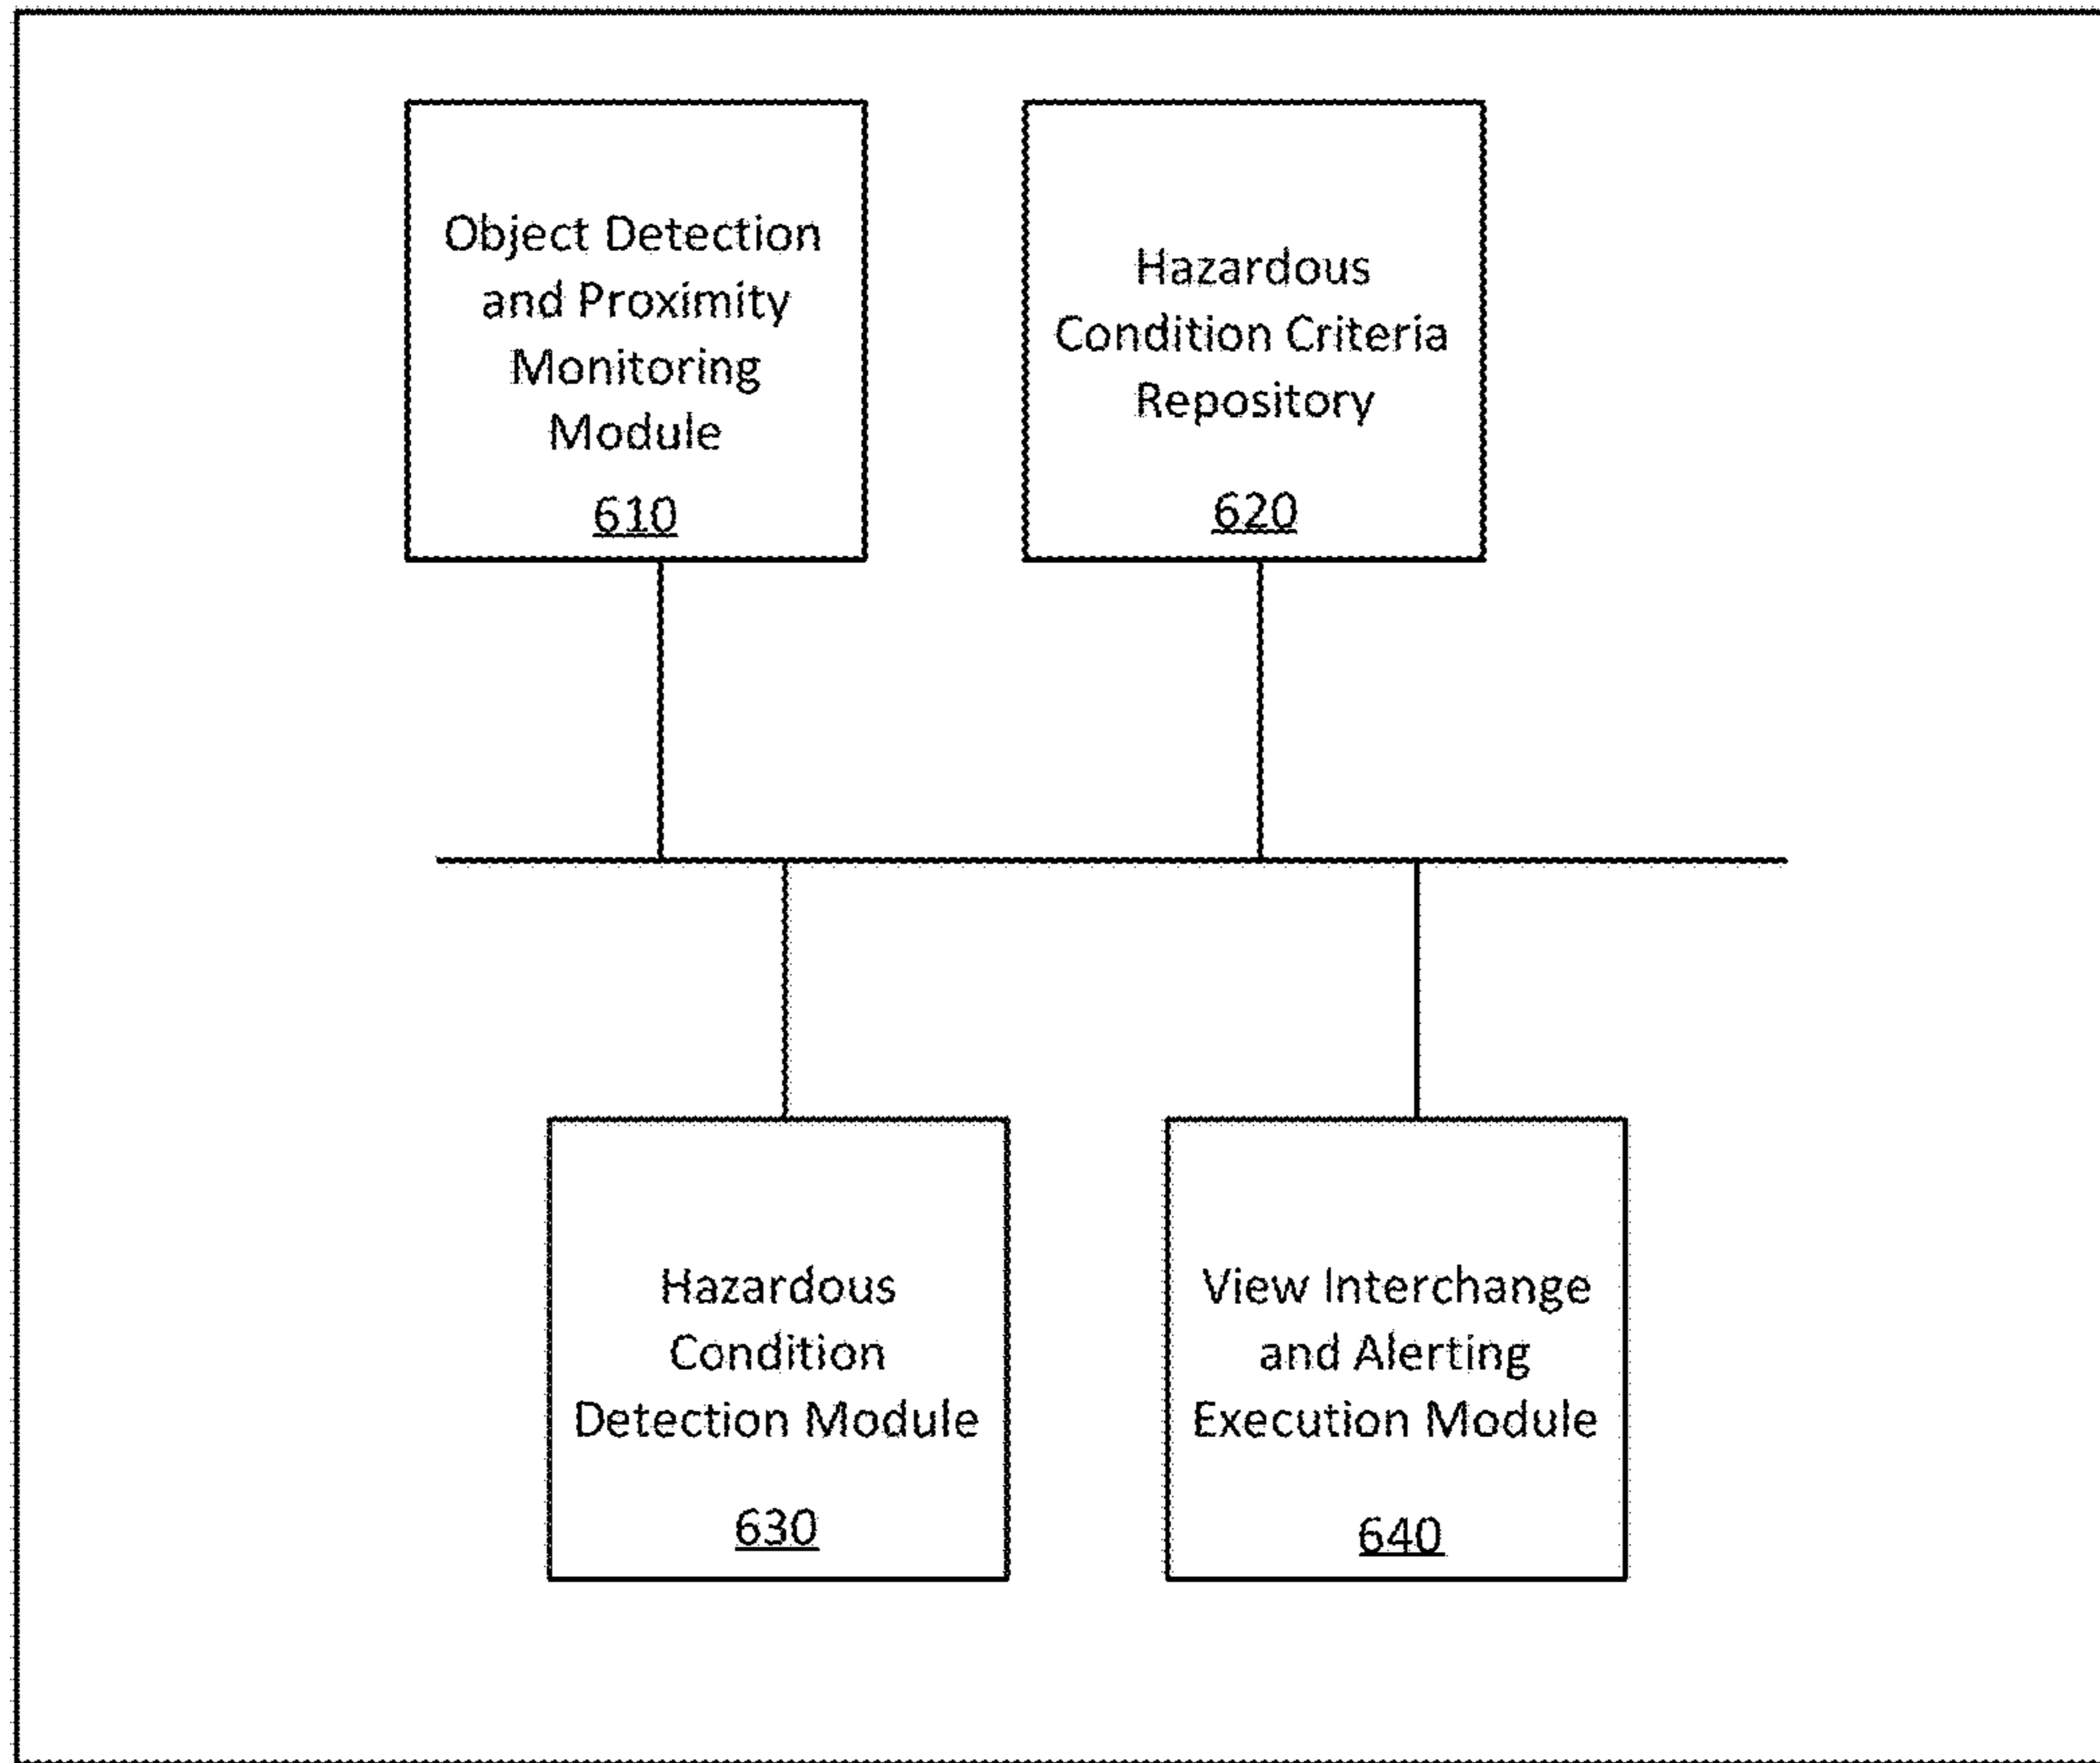 Object Detection
and Proximity
Monitoring
Module
610
Hazardous
Condition Criteria
Repository
620
Hazardous
Condition
Detection Module
630
View Interchange
and Alerting
Execution Module
640